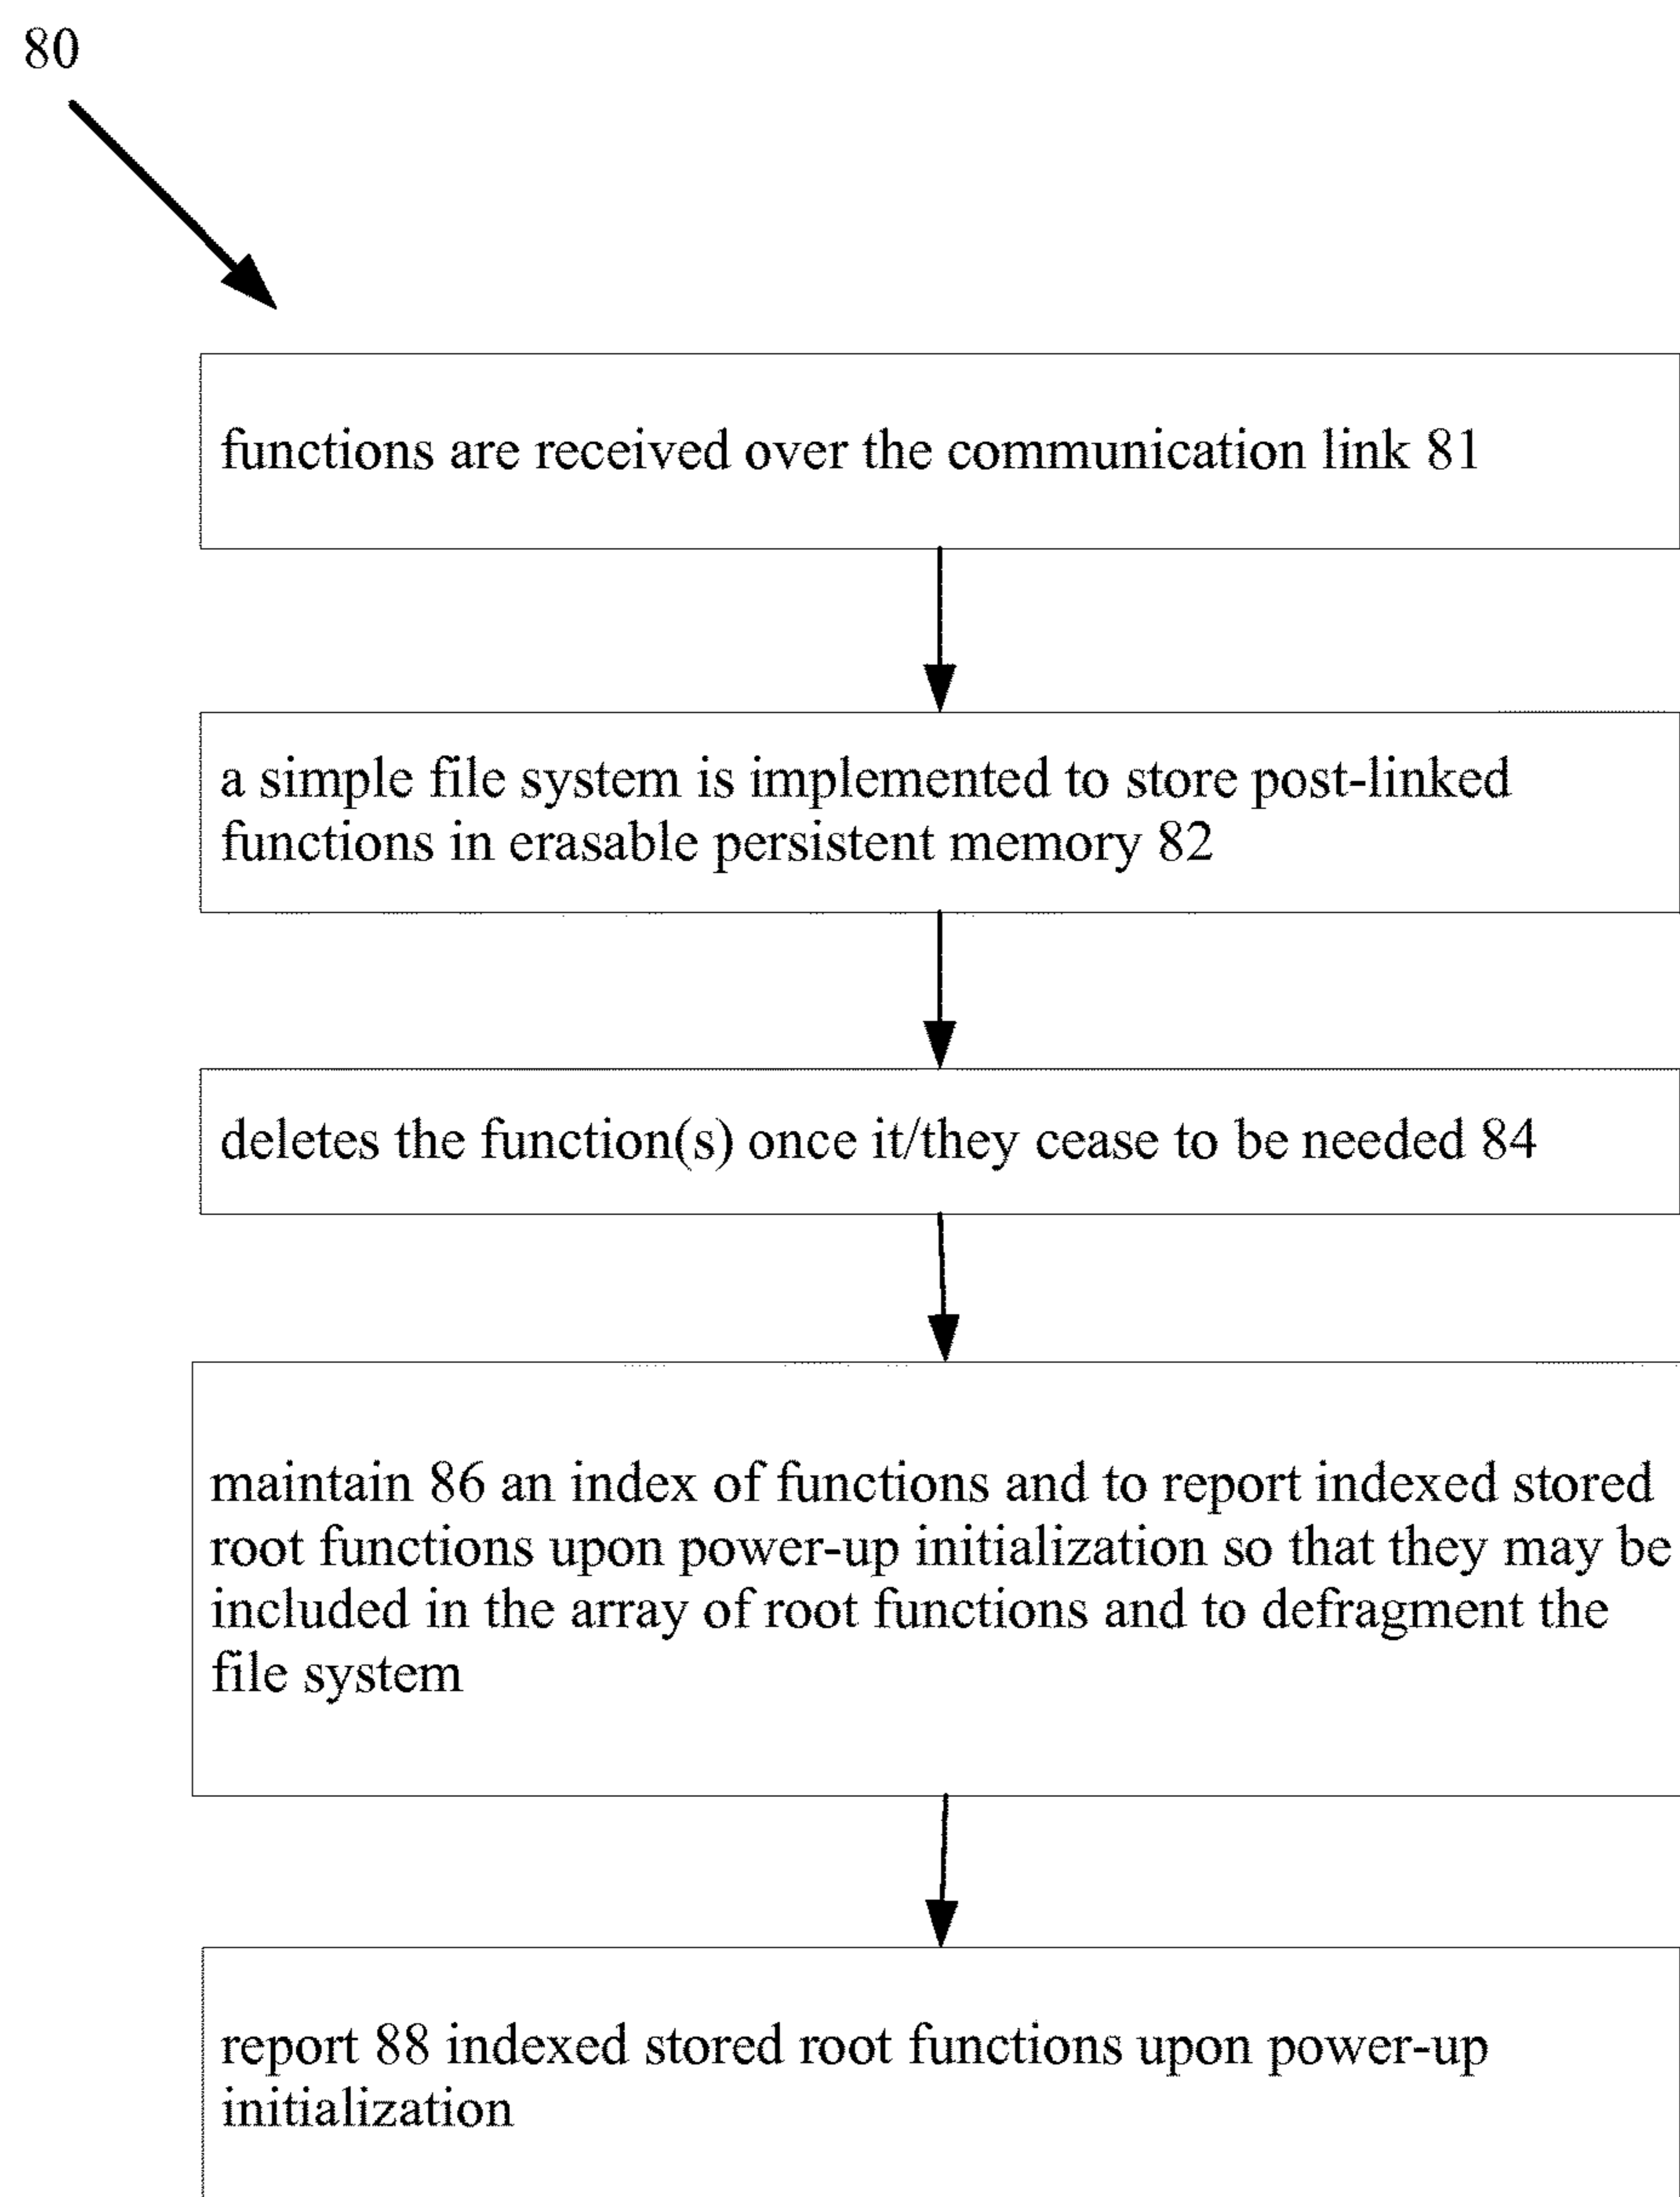 80
functions are received over the communication link 81
a simple file system is implemented to store post-linked
functions in erasable persistent memory 82
deletes the function(s) once it/they cease to be needed 84
maintain 86 an index of functions and to report indexed stored
root functions upon power-up initialization so that they may be
included in the array of root functions and to defragment the
file system
report 88 indexed stored root functions upon power-up
initialization